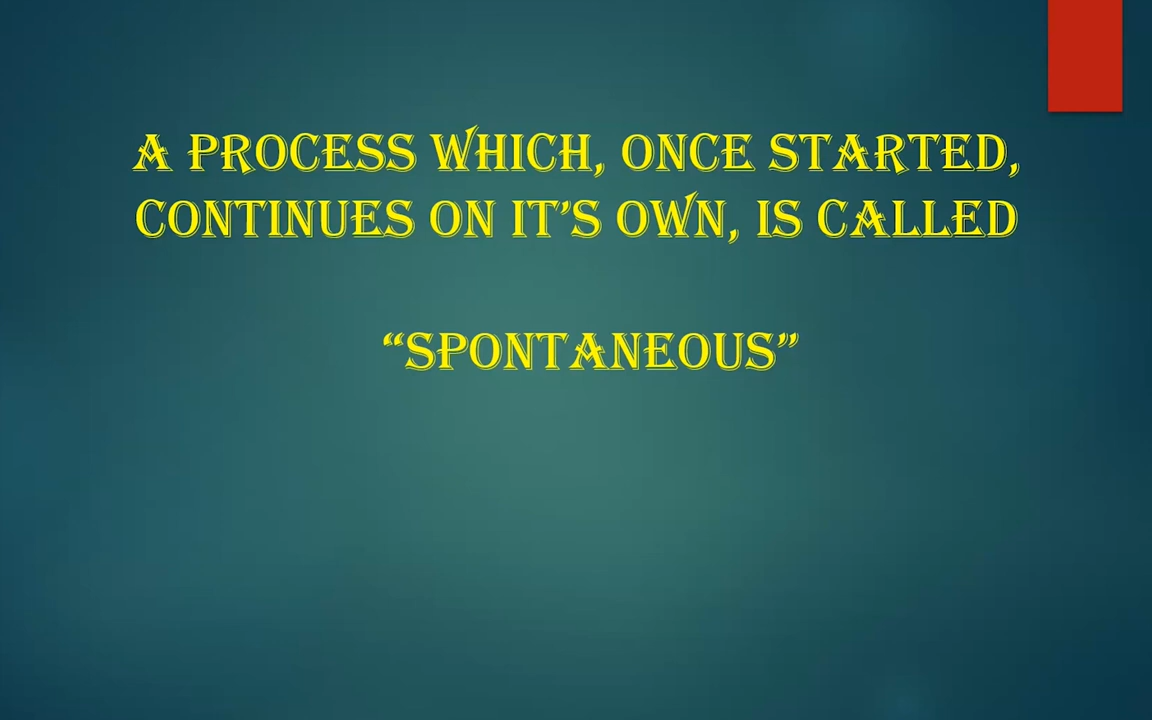 A PROCESS WHICH, ONCE STARTED,
CONTINUES ON IT’S OWN, IS CALLED
“SPONTANEOUS”